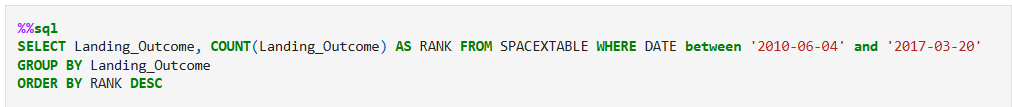 %%sql
SELECT Landing_Outcome, COUNT(Landing_Outcome) AS RANK FROM SPACEXTABLE WHERE DATE between '2010-06-04' and '2017-03-20'
GROUP BY Landing_Outcome
ORDER BY RANK DESC